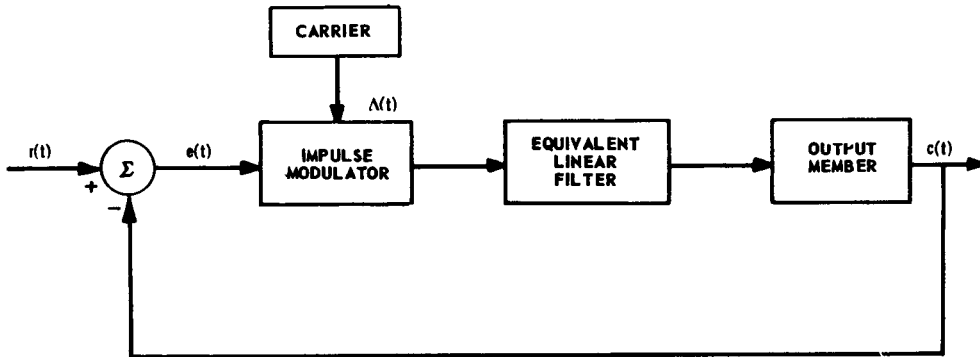 CARRIER
Λ(t)
r(t)
+
Σ
−
e(t)
IMPULSE
MODULATOR
EQUIVALENT
LINEAR
FILTER
OUTPUT
MEMBER
c(t)